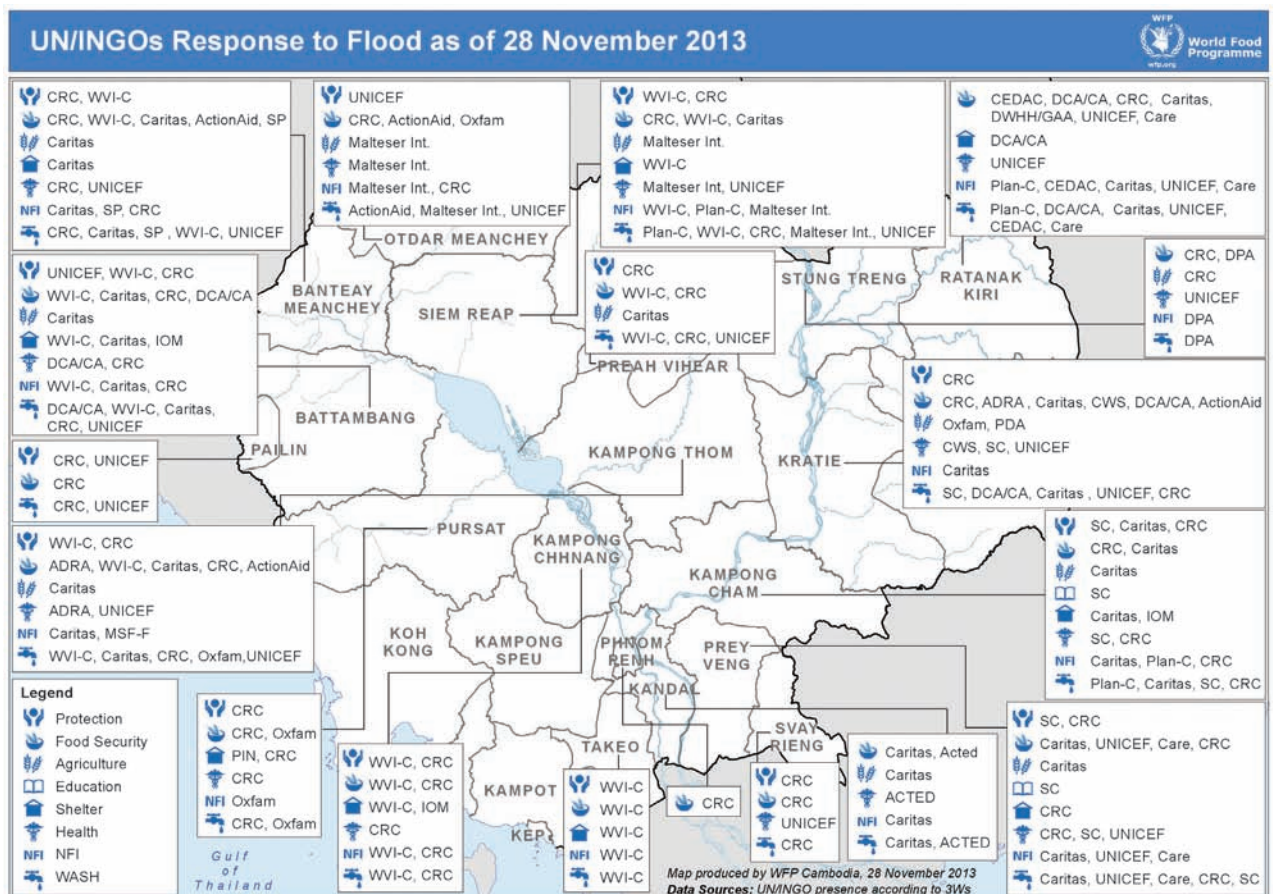 UN/INGOs Response to Flood as of 28 November 2013
WFP
wfp.org
World Food
Programme
CRC, WVI-C
CRC, WVI-C, Caritas, ActionAid, SP
Caritas
Caritas
CRC, UNICEF
NFI Caritas, SP, CRC
CRC, Caritas, SP , WVI-C, UNICEF
UNICEF
CRC, ActionAid, Oxfam
Malteser Int.
Malteser Int.
NFI Malteser Int., CRC
ActionAid, Malteser Int., UNICEF
WVI-C, CRC
CRC, WVI-C, Caritas
Malteser Int.
WVI-C
Malteser Int, UNICEF
NFI WVI-C, Plan-C, Malteser Int.
Plan-C, WVI-C, CRC, Malteser Int., UNICEF
CEDAC, DCA/CA, CRC, Caritas,
DWHH/GAA, UNICEF, Care
DCA/CA
UNICEF
NFI Plan-C, CEDAC, Caritas, UNICEF, Care
Plan-C, DCA/CA, Caritas, UNICEF,
CEDAC, Care
UNICEF, WVI-C, CRC
WVI-C, Caritas, CRC, DCA/CA
Caritas
WVI-C, Caritas, IOM
DCA/CA, CRC
NFI WVI-C, Caritas, CRC
DCA/CA, WVI-C, Caritas,
CRC, UNICEF
CRC
WVI-C, CRC
Caritas
WVI-C, CRC, UNICEF
CRC, DPA
CRC
UNICEF
NFI DPA
DPA
CRC
CRC, ADRA , Caritas, CWS, DCA/CA, ActionAid
Oxfam, PDA
CWS, SC, UNICEF
NFI Caritas
SC, DCA/CA, Caritas , UNICEF, CRC
CRC, UNICEF
CRC
CRC, UNICEF
WVI-C, CRC
ADRA, WVI-C, Caritas, CRC, ActionAid
Caritas
ADRA, UNICEF
NFI Caritas, MSF-F
WVI-C, Caritas, CRC, Oxfam,UNICEF
SC, Caritas, CRC
CRC, Caritas
Caritas
SC
Caritas, IOM
SC, CRC
NFI Caritas, Plan-C, CRC
Plan-C, Caritas, SC, CRC
OTDAR MEANCHEY
BANTEAY
MEANCHEY
SIEM REAP
STUNG TRENG
RATANAK
KIRI
PREAH VIHEAR
BATTAMBANG
PAILIN
KAMPONG THOM
KRATIE
PURSAT
KAMPONG
CHHNANG
KAMPONG
CHAM
KOH
KONG
KAMPONG
SPEU
PHNOM
PENH
PREY
VENG
KANDAL
SVAY
RIENG
TAKEO
KAMPOT
KEP
Legend
Protection
Food Security
Agriculture
Education
Shelter
Health
NFI NFI
WASH
CRC
CRC, Oxfam
PIN, CRC
CRC
NFI Oxfam
CRC, Oxfam
WVI-C, CRC
WVI-C, CRC
WVI-C, IOM
CRC
NFI WVI-C, CRC
WVI-C, CRC
WVI-C
WVI-C
WVI-C
NFI WVI-C
WVI-C
CRC
CRC
CRC
UNICEF
CRC
Caritas, Acted
Caritas
ACTED
NFI Caritas
Caritas, ACTED
SC, CRC
Caritas, UNICEF, Care, CRC
Caritas
SC
CRC
CRC, SC, UNICEF
NFI Caritas, UNICEF, Care
Caritas, UNICEF, Care, CRC, SC
Gulf
of
Thailand
Map produced by WFP Cambodia, 28 November 2013
Data Sources: UN/INGO presence according to 3Ws